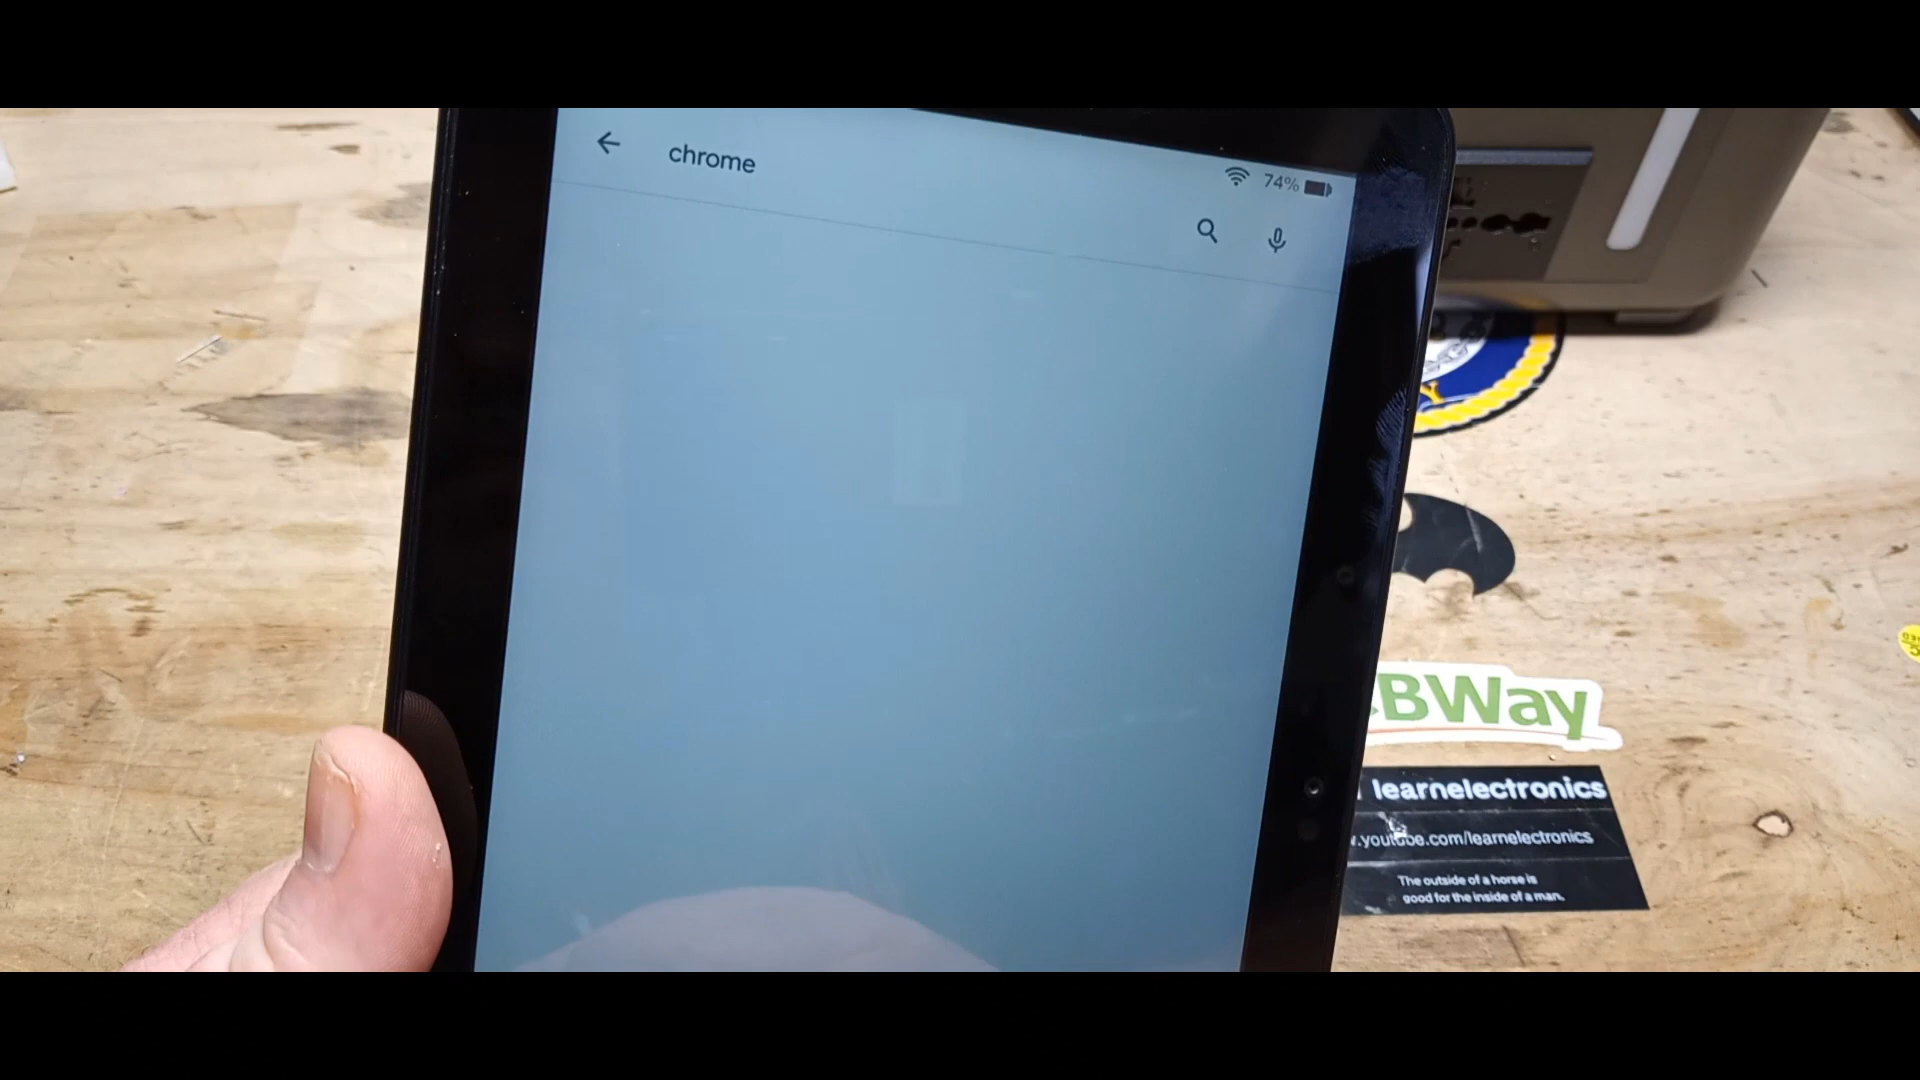 chrome
74%
BWay
learnelectronics
.youtube.com/learnelectronics
The outside of a horse is
good for the inside of a man.